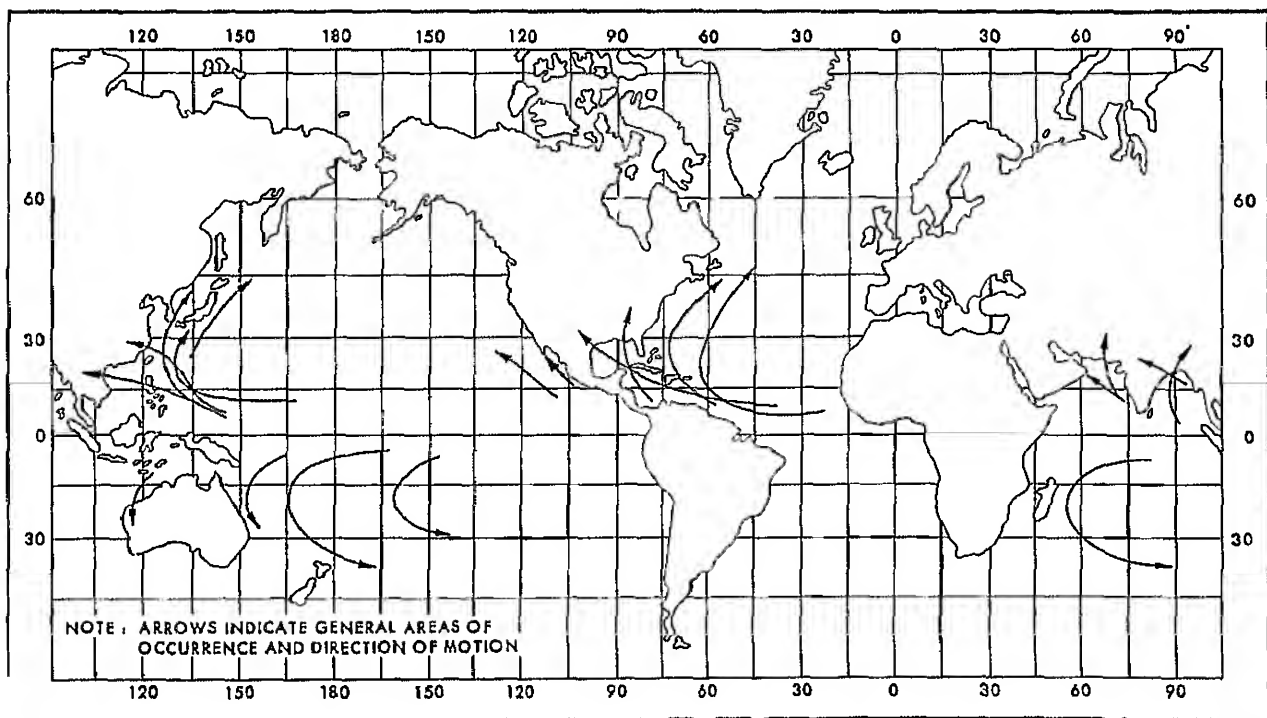 120 150 180 150 120 90 60 30 0 30 60 90°
60 60
30 30
0 0
30 30
NOTE : ARROWS INDICATE GENERAL AREAS OF
OCCURRENCE AND DIRECTION OF MOTION
120 150 180 150 120 90 60 30 0 30 60 90